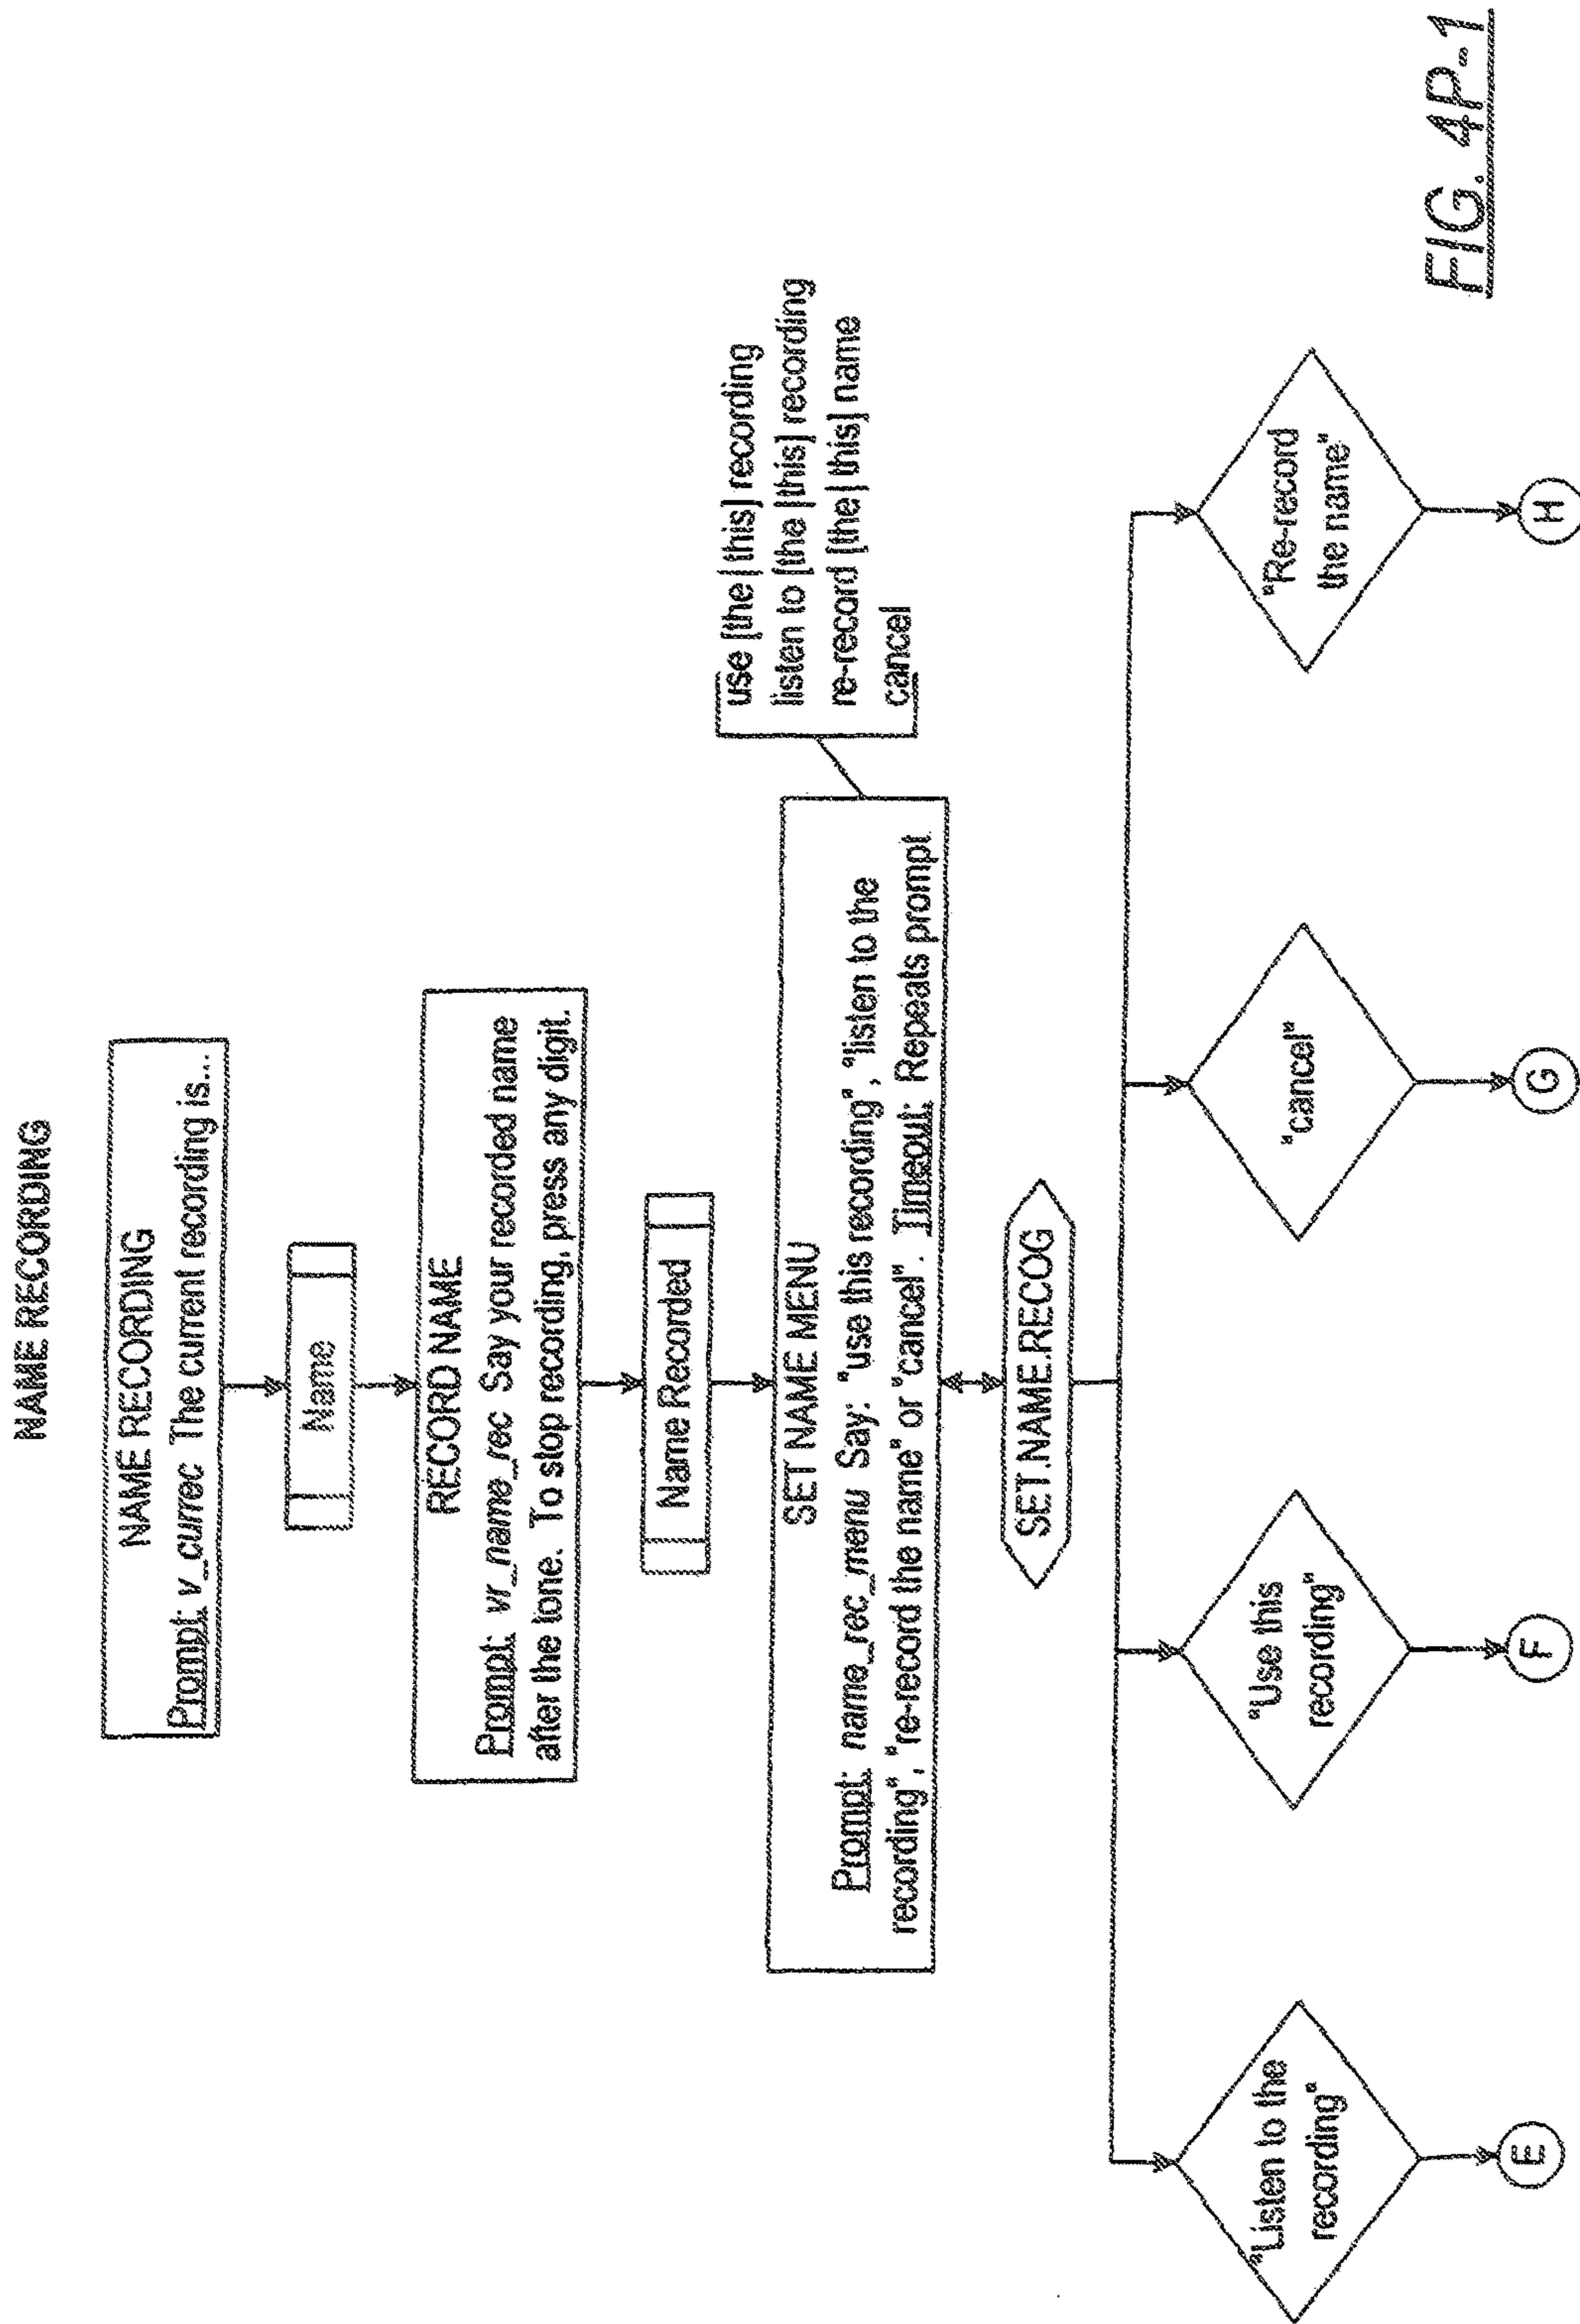 NAME RECORDING
NAME RECORDING
Prompt: v_currec The current recording is...
Name
RECORD NAME
Prompt: vr_name_rec Say your recorded name
after the tone. To stop recording, press any digit.
Name Recorded
SET NAME MENU
Prompt: name_rec_menu Say: "use this recording", "listen to the
recording", "re-record the name" or "cancel". Timeout: Repeats prompt
use [the|this] recording
listen to [the|this] recording
re-record [the|this] name
cancel
SET.NAME.RECOG
"Listen to the
recording"
"Use this
recording"
"cancel"
"Re-record
the name"
E
F
G
H
FIG. 4P-1